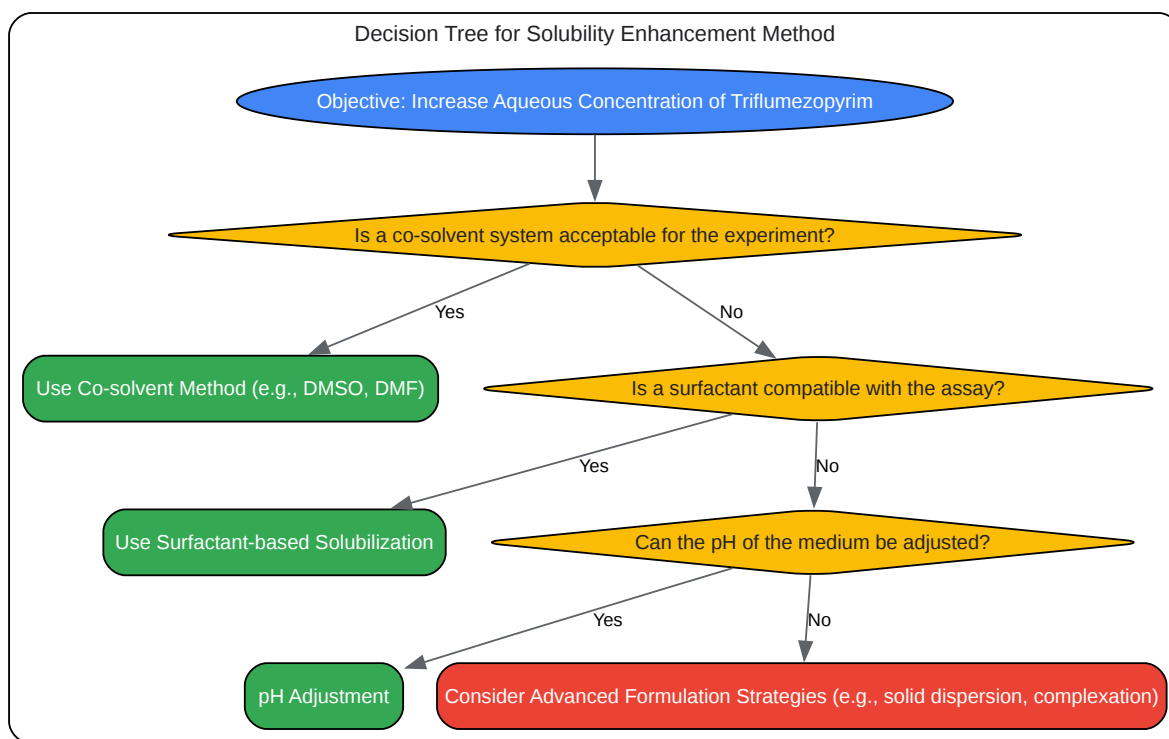 Decision Tree for Solubility Enhancement Method
Objective: Increase Aqueous Concentration of Triflumezopyrim
Is a co-solvent system acceptable for the experiment?
Yes
No
Use Co-solvent Method (e.g., DMSO, DMF)
Is a surfactant compatible with the assay?
Yes
No
Use Surfactant-based Solubilization
Can the pH of the medium be adjusted?
Yes
No
pH Adjustment
Consider Advanced Formulation Strategies (e.g., solid dispersion, complexation)